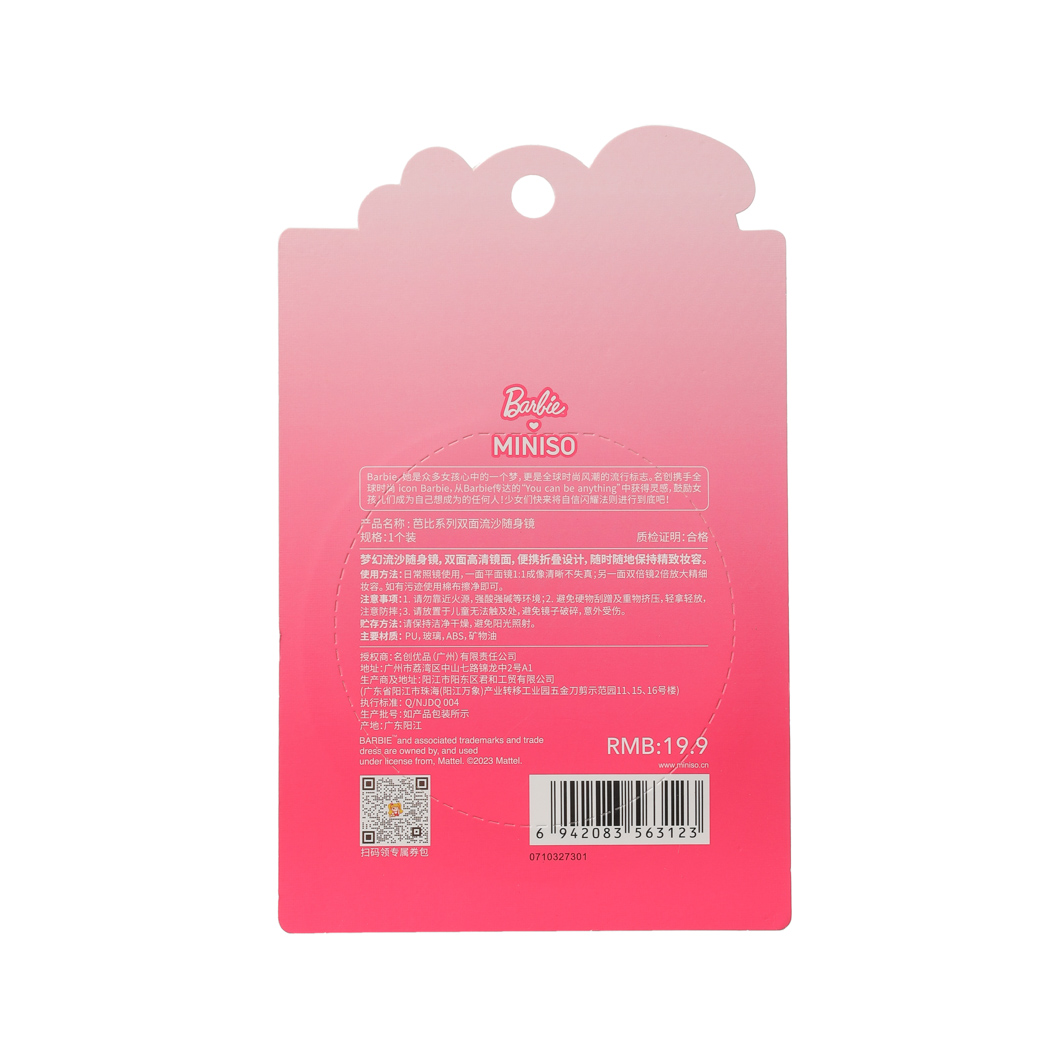 Barbie
MINISO
Barbie, 她是众多女孩心中的一个梦, 更是全球时尚风潮的流行标志。名创携手全
球时尚 icon Barbie, 从Barbie传达的“You can be anything”中获得灵感, 鼓励女
孩儿们成为自己想成为的任何人! 少女们快来将自信闪耀法则进行到底吧!
产品名称: 芭比系列双面流沙随身镜
规格: 1个装 质检证明: 合格
梦幻流沙随身镜, 双面高清镜面, 便携折叠设计, 随时随地保持精致妆容。
使用方法: 日常照镜使用, 一面平面镜1:1成像清晰不失真; 另一面双倍镜2倍放大精细
妆容。如有污迹使用棉布擦净即可。
注意事项: 1. 请勿靠近火源, 强酸强碱等环境; 2. 避免硬物刮蹭及重物挤压, 轻拿轻放,
注意防摔; 3. 请放置于儿童无法触及处, 避免镜子破碎, 意外受伤。
贮存方法: 请保持洁净干燥, 避免阳光照射。
主要材质: PU, 玻璃, ABS, 矿物油
授权商: 名创优品(广州)有限责任公司
地址: 广州市荔湾区中山七路锦龙中2号A1
生产商及地址: 阳江市阳东区君和工贸有限公司
(广东省阳江市珠海(阳江万象)产业转移工业园五金刀剪示范园11、15、16号楼)
执行标准: Q/NJDQ 004
生产批号: 如产品包装所示
产地: 广东阳江
BARBIE™ and associated trademarks and trade
dress are owned by, and used
under license from, Mattel. ©2023 Mattel.
RMB:19.9
www.miniso.cn
扫码领专属券包
6 942083 563123
0710327301